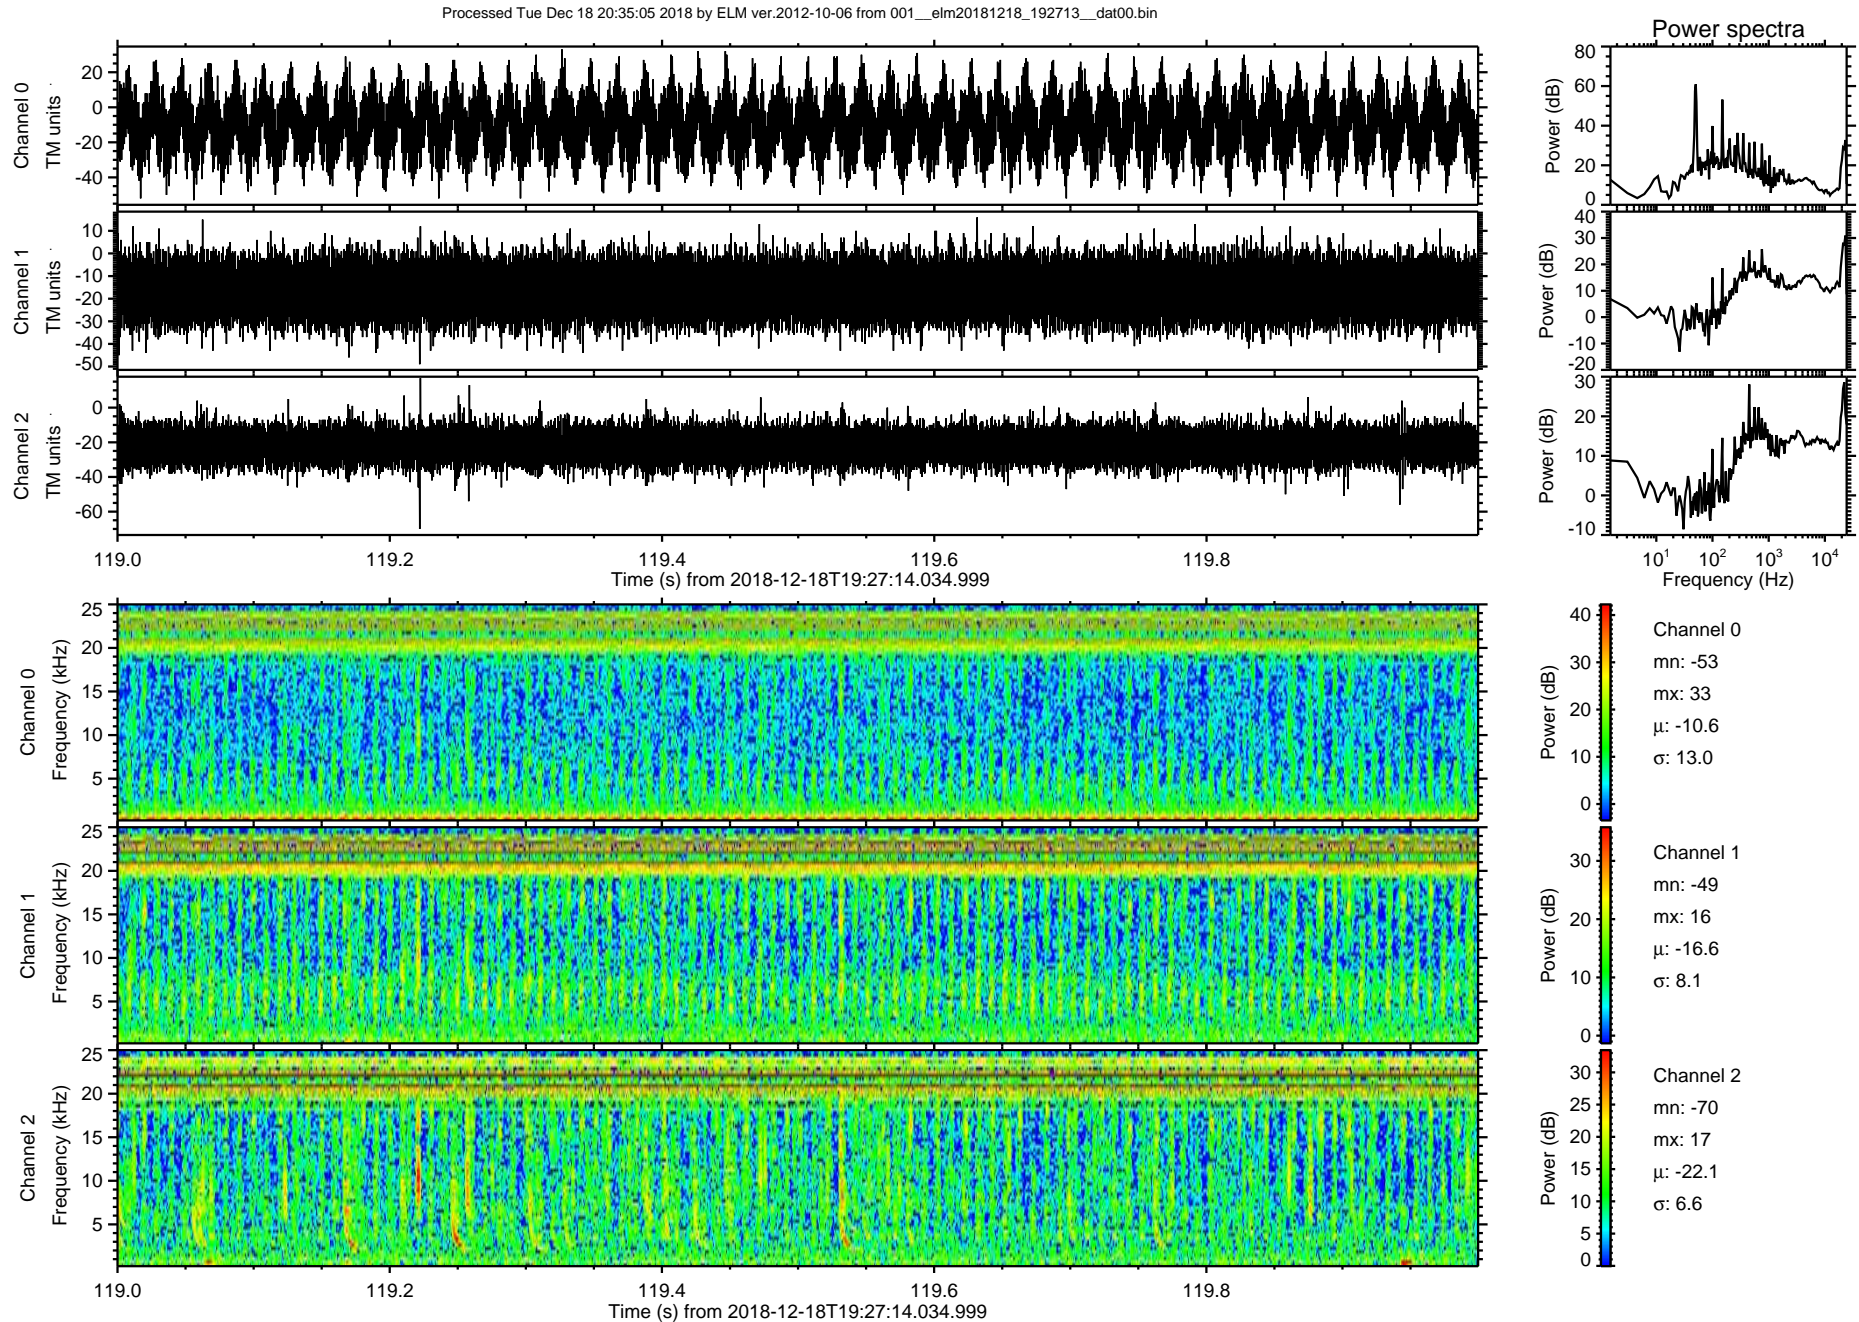 Processed Tue Dec 18 20:35:05 2018 by ELM ver.2012-10-06 from 001__elm20181218_192713__dat00.bin
Power spectra
Channel 0
TM units
20
0
-20
-40
Power (dB)
80
60
40
20
0
Channel 1
TM units
10
0
-10
-20
-30
-40
-50
Power (dB)
40
30
20
10
0
-10
-20
Channel 2
TM units
0
-20
-40
-60
Power (dB)
30
20
10
0
-10
119.0 119.2 119.4 119.6 119.8
Time (s) from 2018-12-18T19:27:14.034.999
10^1 10^2 10^3 10^4
Frequency (Hz)
Channel 0
Frequency (kHz)
25
20
15
10
5
Power (dB)
40
30
20
10
0
Channel 0
mn: -53
mx: 33
μ: -10.6
σ: 13.0
Channel 1
Frequency (kHz)
25
20
15
10
5
Power (dB)
30
20
10
0
Channel 1
mn: -49
mx: 16
μ: -16.6
σ: 8.1
Channel 2
Frequency (kHz)
25
20
15
10
5
Power (dB)
30
25
20
15
10
5
0
Channel 2
mn: -70
mx: 17
μ: -22.1
σ: 6.6
119.0 119.2 119.4 119.6 119.8
Time (s) from 2018-12-18T19:27:14.034.999